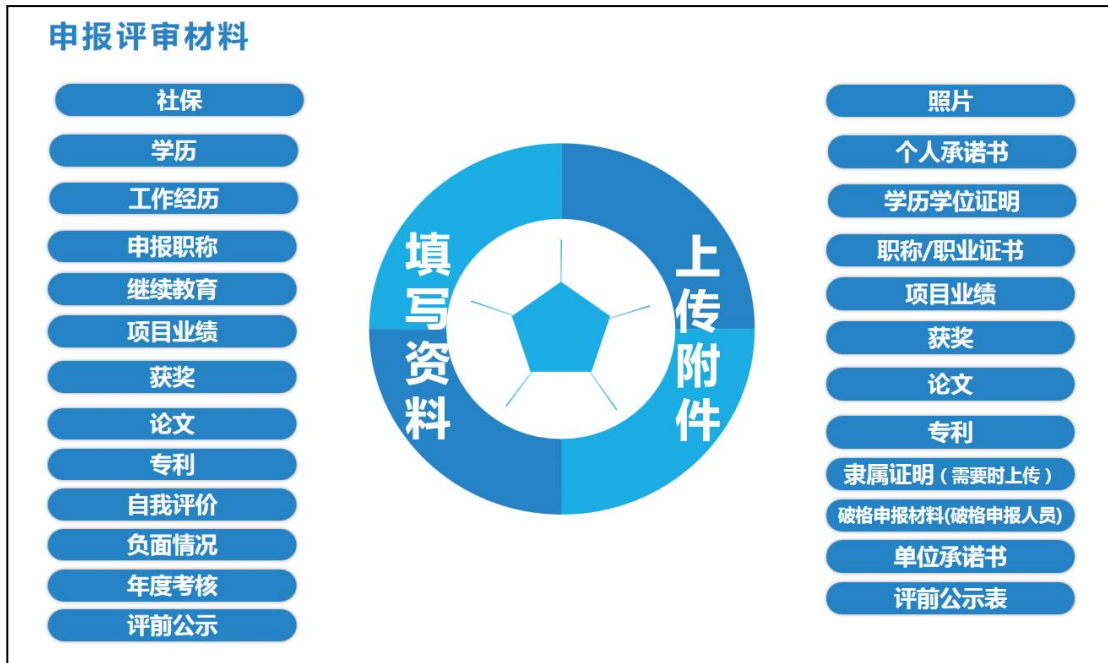 申报评审材料
社保
学历
工作经历
申报职称
继续教育
项目业绩
获奖
论文
专利
自我评价
负面情况
年度考核
评前公示
填写资料
上传附件
照片
个人承诺书
学历学位证明
职称/职业证书
项目业绩
获奖
论文
专利
隶属证明（需要时上传）
破格申报材料(破格申报人员)
单位承诺书
评前公示表